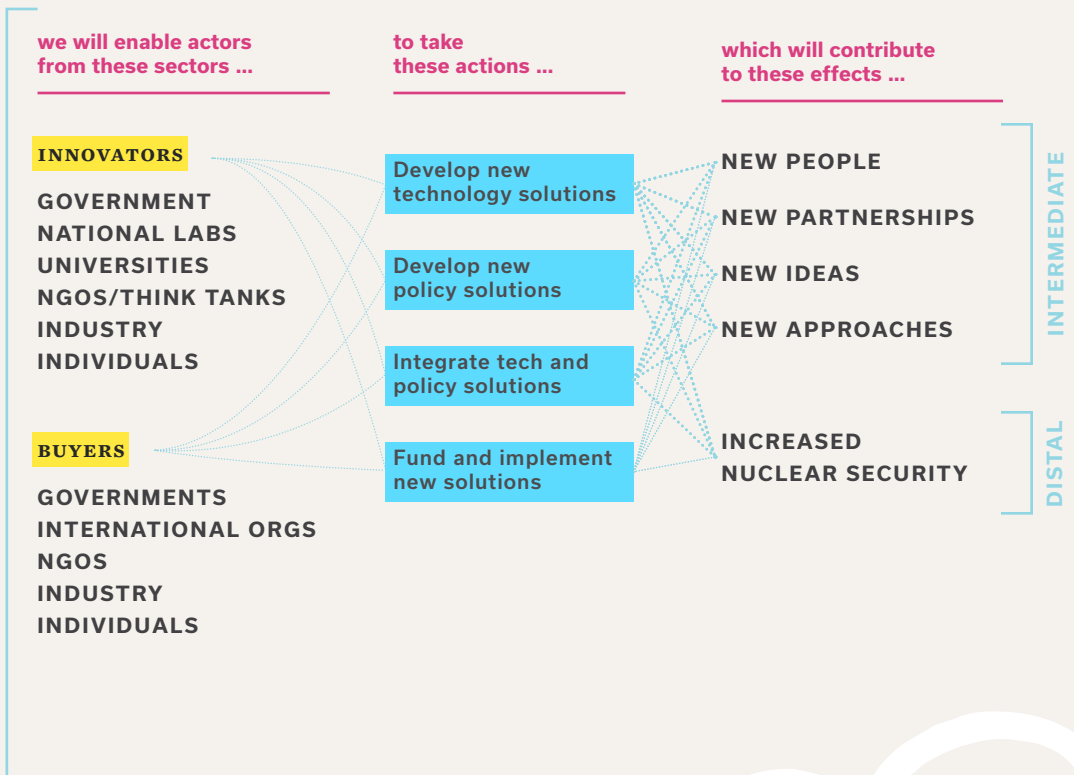 we will enable actors
from these sectors ...
to take
these actions ...
which will contribute
to these effects ...
INNOVATORS
GOVERNMENT
NATIONAL LABS
UNIVERSITIES
NGOS/THINK TANKS
INDUSTRY
INDIVIDUALS
BUYERS
GOVERNMENTS
INTERNATIONAL ORGS
NGOS
INDUSTRY
INDIVIDUALS
Develop new
technology solutions
Develop new
policy solutions
Integrate tech and
policy solutions
Fund and implement
new solutions
NEW PEOPLE
NEW PARTNERSHIPS
NEW IDEAS
NEW APPROACHES
INCREASED
NUCLEAR SECURITY
INTERMEDIATE
DISTAL